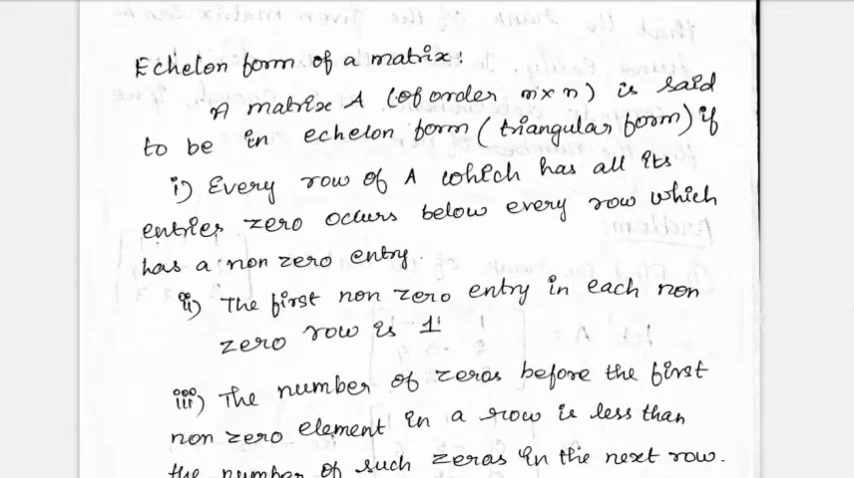 Echelon form of a matrix:
A matrix A (of order m x n) is said
to be in echelon form (triangular form) if
i) Every row of A which has all its
entries zero occurs below every row which
has a non zero entry.
ii) The first non zero entry in each non
zero row is 1
iii) The number of zeros before the first
non zero element in a row is less than
the number of such zeros in the next row.